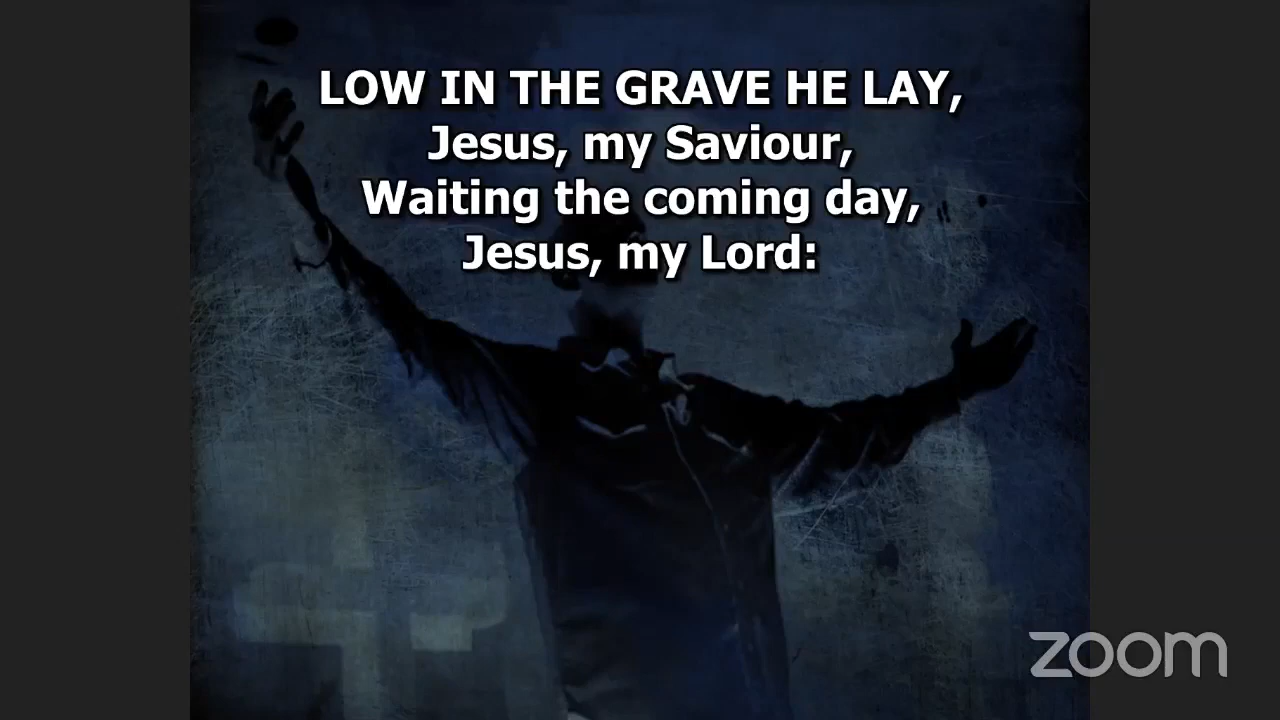 LOW IN THE GRAVE HE LAY,
Jesus, my Saviour,
Waiting the coming day,
Jesus, my Lord:
zoom